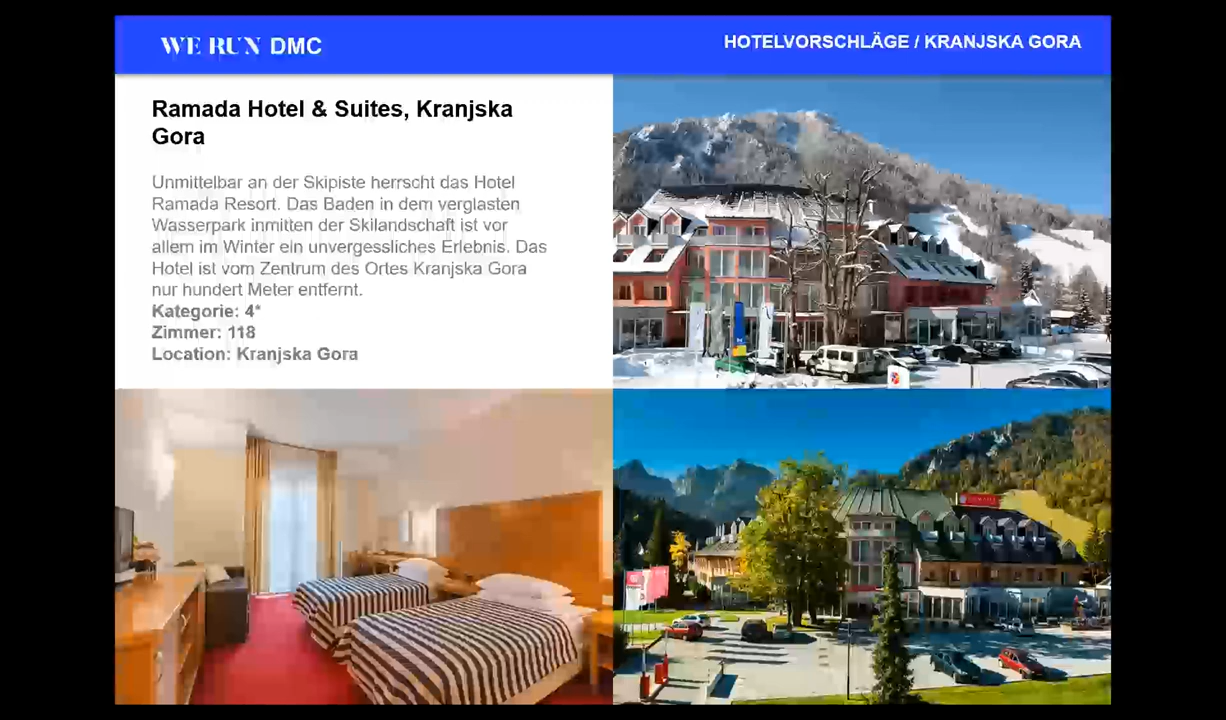 WE RUN DMC
HOTELVORSCHLÄGE / KRANJSKA GORA
Ramada Hotel & Suites, Kranjska
Gora
Unmittelbar an der Skipiste herrscht das Hotel
Ramada Resort. Das Baden in dem verglasten
Wasserpark inmitten der Skilandschaft ist vor
allem im Winter ein unvergessliches Erlebnis. Das
Hotel ist vom Zentrum des Ortes Kranjska Gora
nur hundert Meter entfernt.
Kategorie: 4*
Zimmer: 118
Location: Kranjska Gora